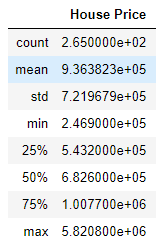 House Price
count 2.650000e+02
mean 9.363823e+05
std 7.219679e+05
min 2.469000e+05
25% 5.432000e+05
50% 6.826000e+05
75% 1.007700e+06
max 5.820800e+06